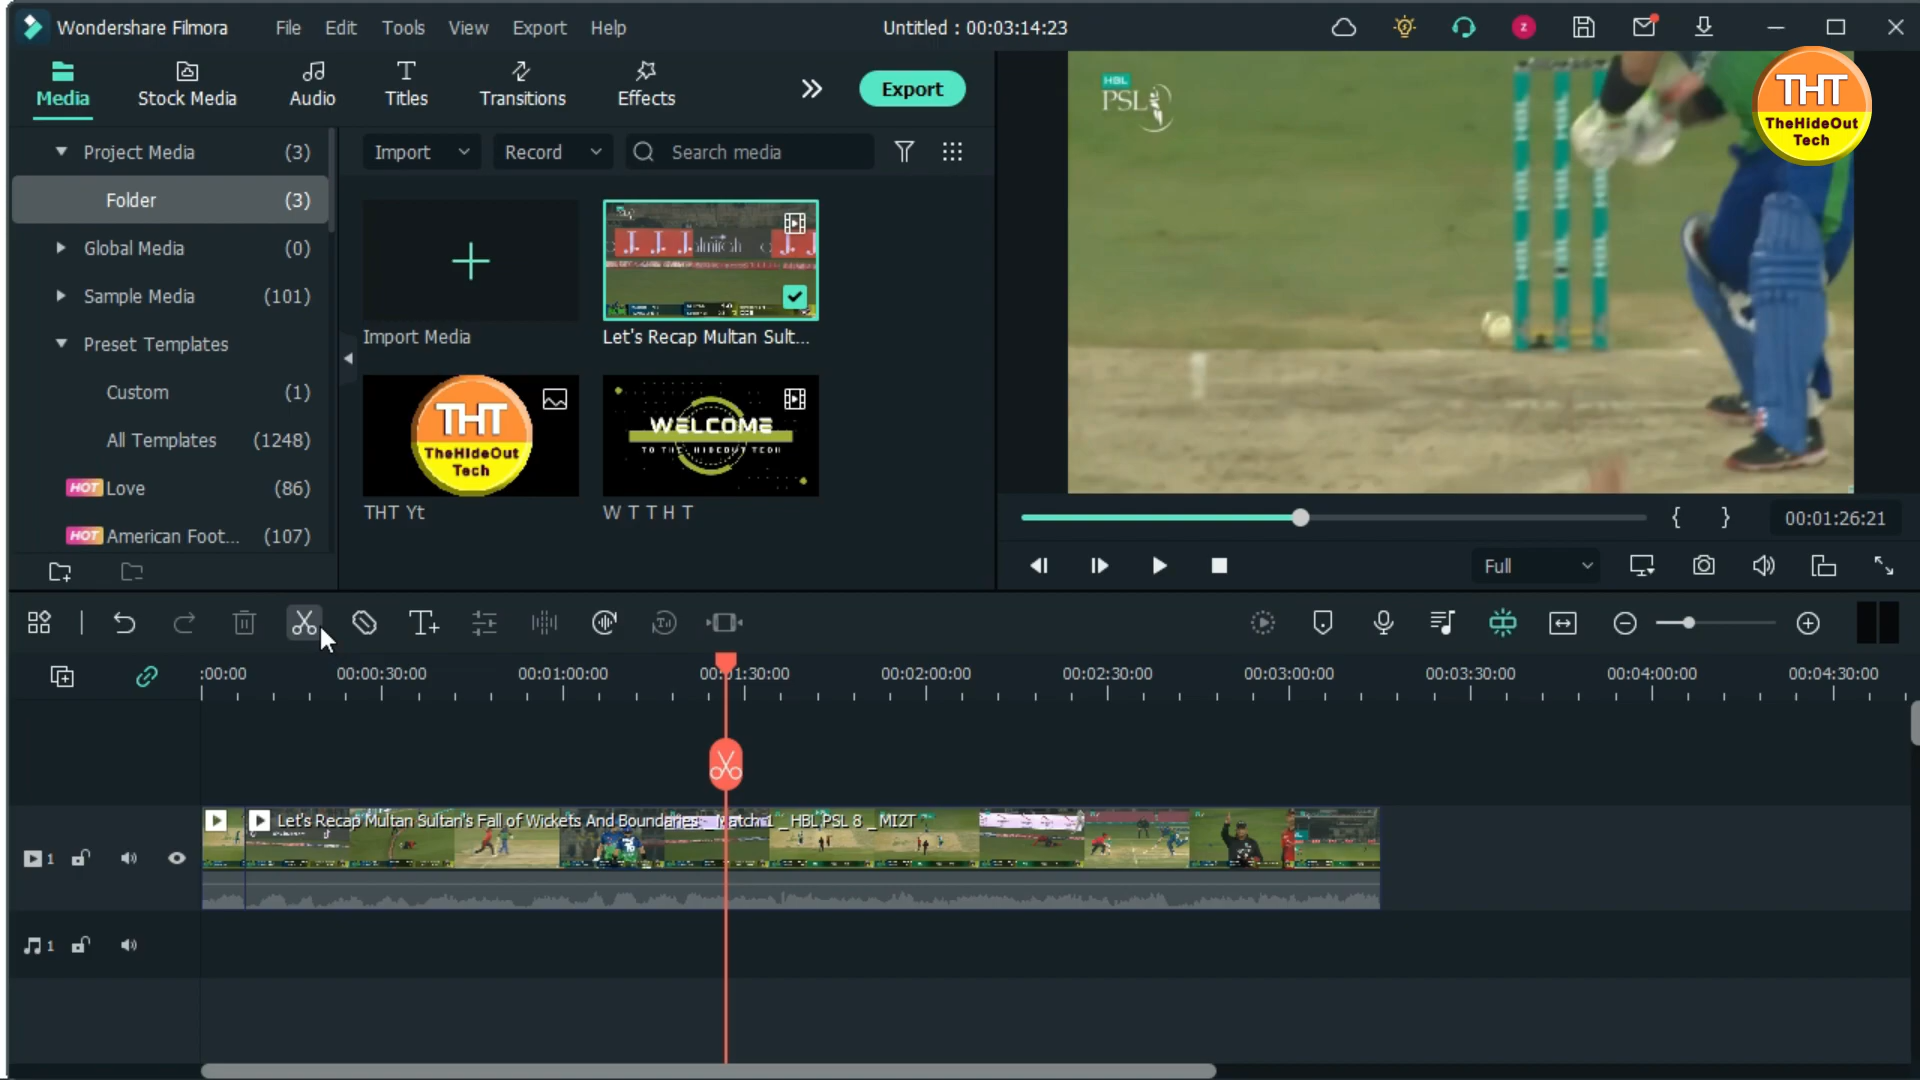 Wondershare Filmora
File Edit Tools View Export Help
Untitled : 00:03:14:23
z
Media
Stock Media
Audio
Titles
Transitions
Effects
Export
Project Media (3)
Folder (3)
Global Media (0)
Sample Media (101)
Preset Templates
Custom (1)
All Templates (1248)
HOT Love (86)
HOT American Foot... (107)
Import
Record
Search media
Import Media
J. J. J. almirah
Let's Recap Multan Sult...
THT
TheHideOut
Tech
THT Yt
WELCOME
TO THE HIDEOUT TECH
W T T H T
HBL
PSL
HBL HBL HBL
THT
TheHideOut
Tech
00:01:26:21
Full
:00:00 00:00:30:00 00:01:00:00 00:01:30:00 00:02:00:00 00:02:30:00 00:03:00:00 00:03:30:00 00:04:00:00 00:04:30:00
Let's Recap Multan Sultan's Fall of Wickets And Boundaries _ Match 1 _ HBL PSL 8 _ MI2T
1
1